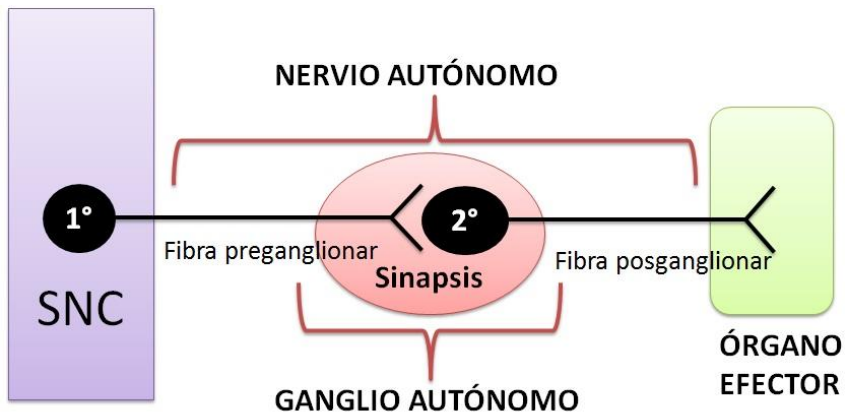 NERVIO AUTÓNOMO
1°
2°
Fibra preganglionar
Sinapsis
Fibra posganglionar
SNC
ÓRGANO
EFECTOR
GANGLIO AUTÓNOMO